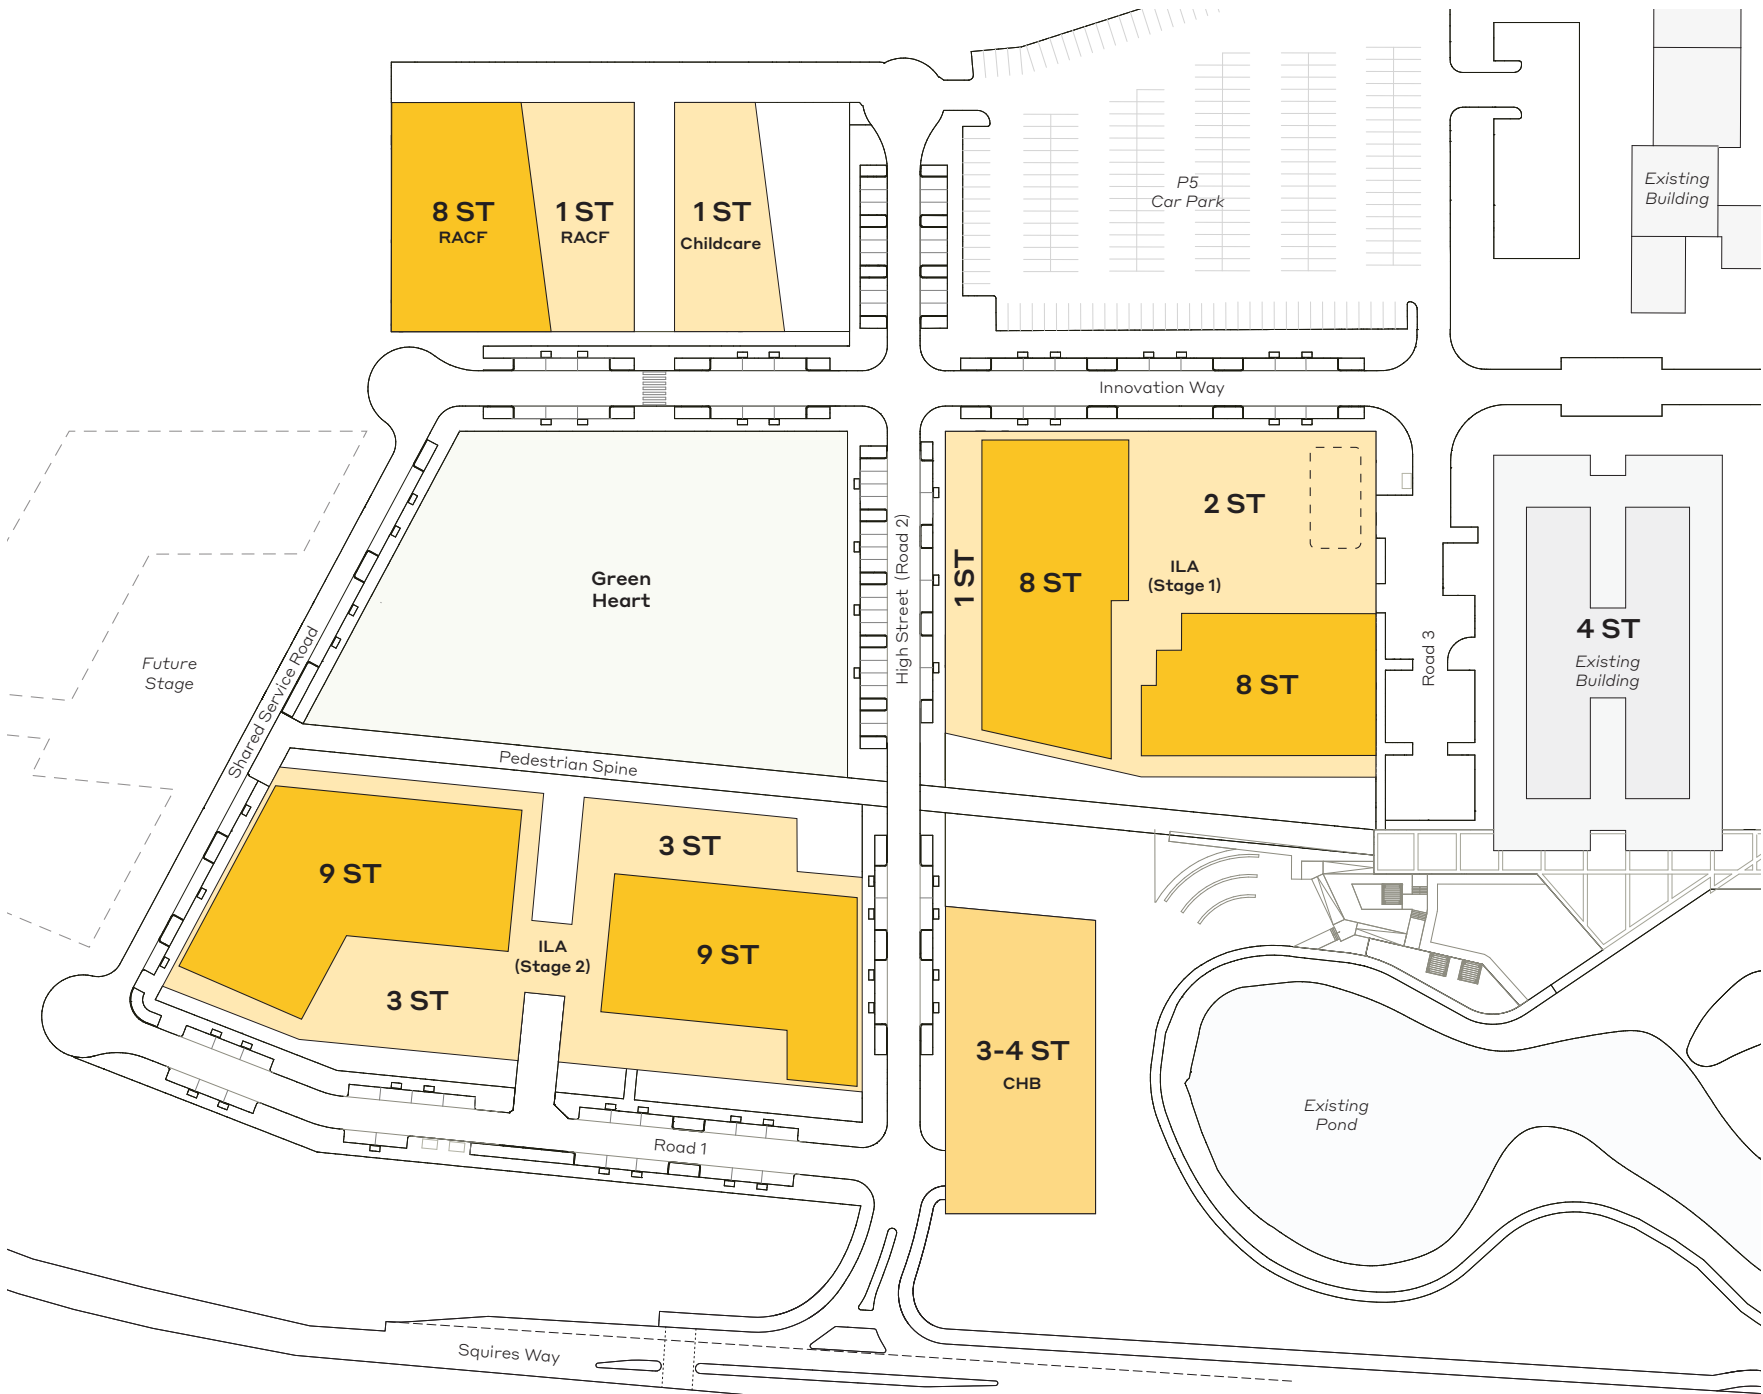 8 ST
RACF
1 ST
RACF
1 ST
Childcare
P5
Car Park
Existing
Building
Innovation Way
Green
Heart
High Street (Road 2)
1 ST
8 ST
2 ST
ILA
(Stage 1)
8 ST
Road 3
4 ST
Existing
Building
Future
Stage
Shared Service Road
Pedestrian Spine
9 ST
3 ST
ILA
(Stage 2)
9 ST
3 ST
3-4 ST
CHB
Existing
Pond
Road 1
Squires Way